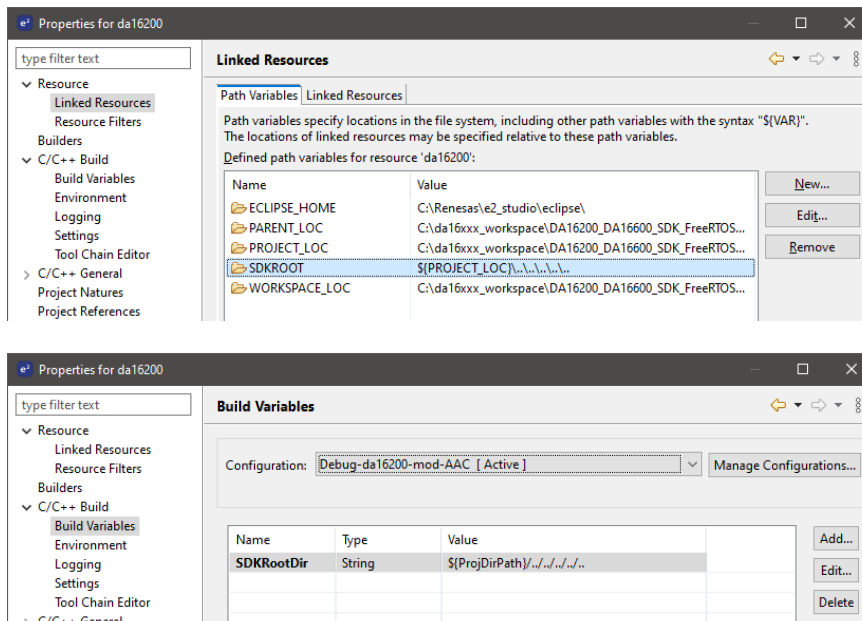 e² Properties for da16200
type filter text
Linked Resources
Resource
Linked Resources
Resource Filters
Builders
C/C++ Build
Build Variables
Environment
Logging
Settings
Tool Chain Editor
C/C++ General
Project Natures
Project References
Path Variables Linked Resources
Path variables specify locations in the file system, including other path variables with the syntax "${VAR}".
The locations of linked resources may be specified relative to these path variables.
Defined path variables for resource 'da16200':
Name Value
ECLIPSE_HOME C:\Renesas\e2_studio\eclipse\
PARENT_LOC C:\da16xxx_workspace\DA16200_DA16600_SDK_FreeRTOS...
PROJECT_LOC C:\da16xxx_workspace\DA16200_DA16600_SDK_FreeRTOS...
SDKROOT ${PROJECT_LOC}\..\..\..\..\..
WORKSPACE_LOC C:\da16xxx_workspace\DA16200_DA16600_SDK_FreeRTOS...
New...
Edit...
Remove
e² Properties for da16200
type filter text
Build Variables
Resource
Linked Resources
Resource Filters
Builders
C/C++ Build
Build Variables
Environment
Logging
Settings
Tool Chain Editor
C/C++ General
Configuration: Debug-da16200-mod-AAC [ Active ] Manage Configurations...
Name Type Value
SDKRootDir String ${ProjDirPath}/../../../../..
Add...
Edit...
Delete